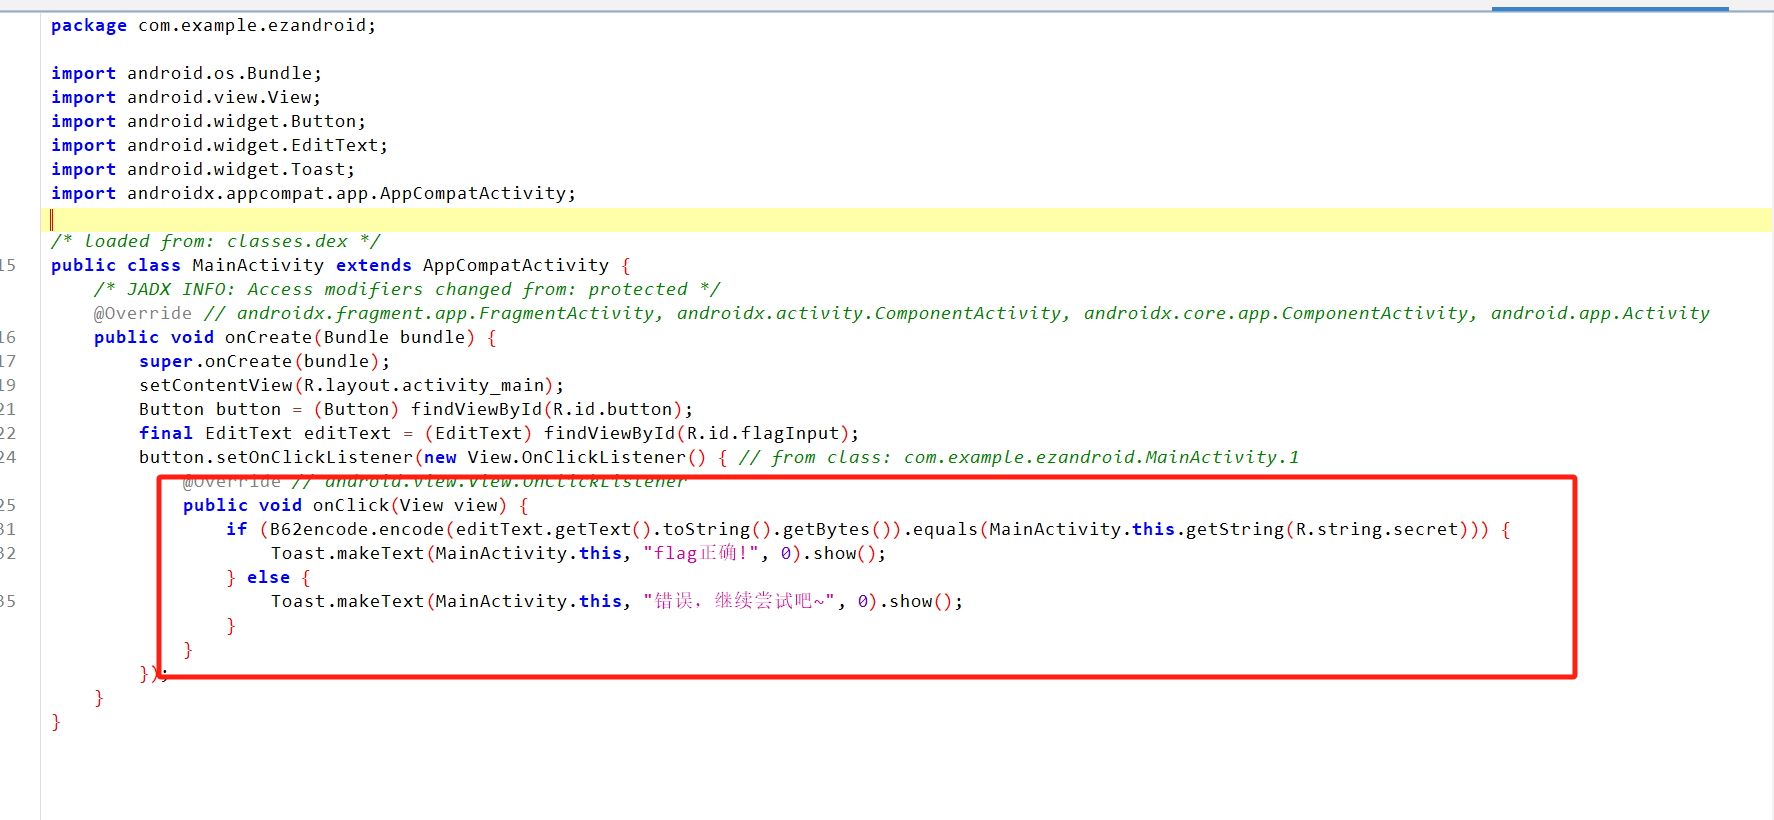 package com.example.ezandroid;
import android.os.Bundle;
import android.view.View;
import android.widget.Button;
import android.widget.EditText;
import android.widget.Toast;
import androidx.appcompat.app.AppCompatActivity;
/* loaded from: classes.dex */
15 public class MainActivity extends AppCompatActivity {
/* JADX INFO: Access modifiers changed from: protected */
@Override // androidx.fragment.app.FragmentActivity, androidx.activity.ComponentActivity, androidx.core.app.ComponentActivity, android.app.Activity
16 public void onCreate(Bundle bundle) {
17 super.onCreate(bundle);
19 setContentView(R.layout.activity_main);
21 Button button = (Button) findViewById(R.id.button);
22 final EditText editText = (EditText) findViewById(R.id.flagInput);
24 button.setOnClickListener(new View.OnClickListener() { // from class: com.example.ezandroid.MainActivity.1
@Override // android.view.View.OnClickListener
25 public void onClick(View view) {
31 if (B62encode.encode(editText.getText().toString().getBytes()).equals(MainActivity.this.getString(R.string.secret))) {
32 Toast.makeText(MainActivity.this, "flag正确!", 0).show();
} else {
35 Toast.makeText(MainActivity.this, "错误, 继续尝试吧~", 0).show();
}
}
});
}
}